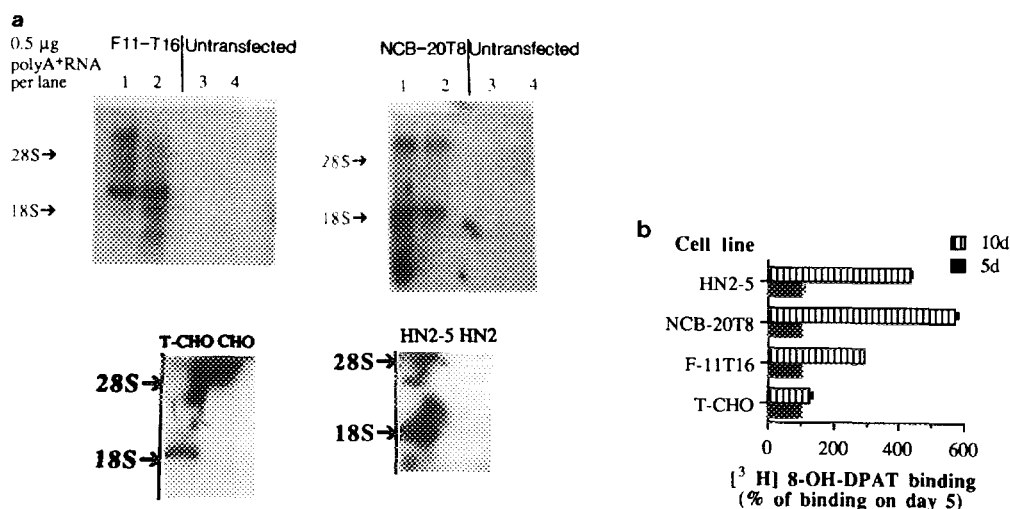 a
0.5 µg
polyA⁺RNA
per lane
F11-T16 Untransfected
1 2 3 4
28S→
18S→
NCB-20T8 Untransfected
1 2 3 4
28S→
18S→
T-CHO CHO
28S→
18S→
HN2-5 HN2
28S→
18S→
b
Cell line
10d
5d
HN2-5
NCB-20T8
F-11T16
T-CHO
0 200 400 600
[³ H] 8-OH-DPAT binding
(% of binding on day 5)